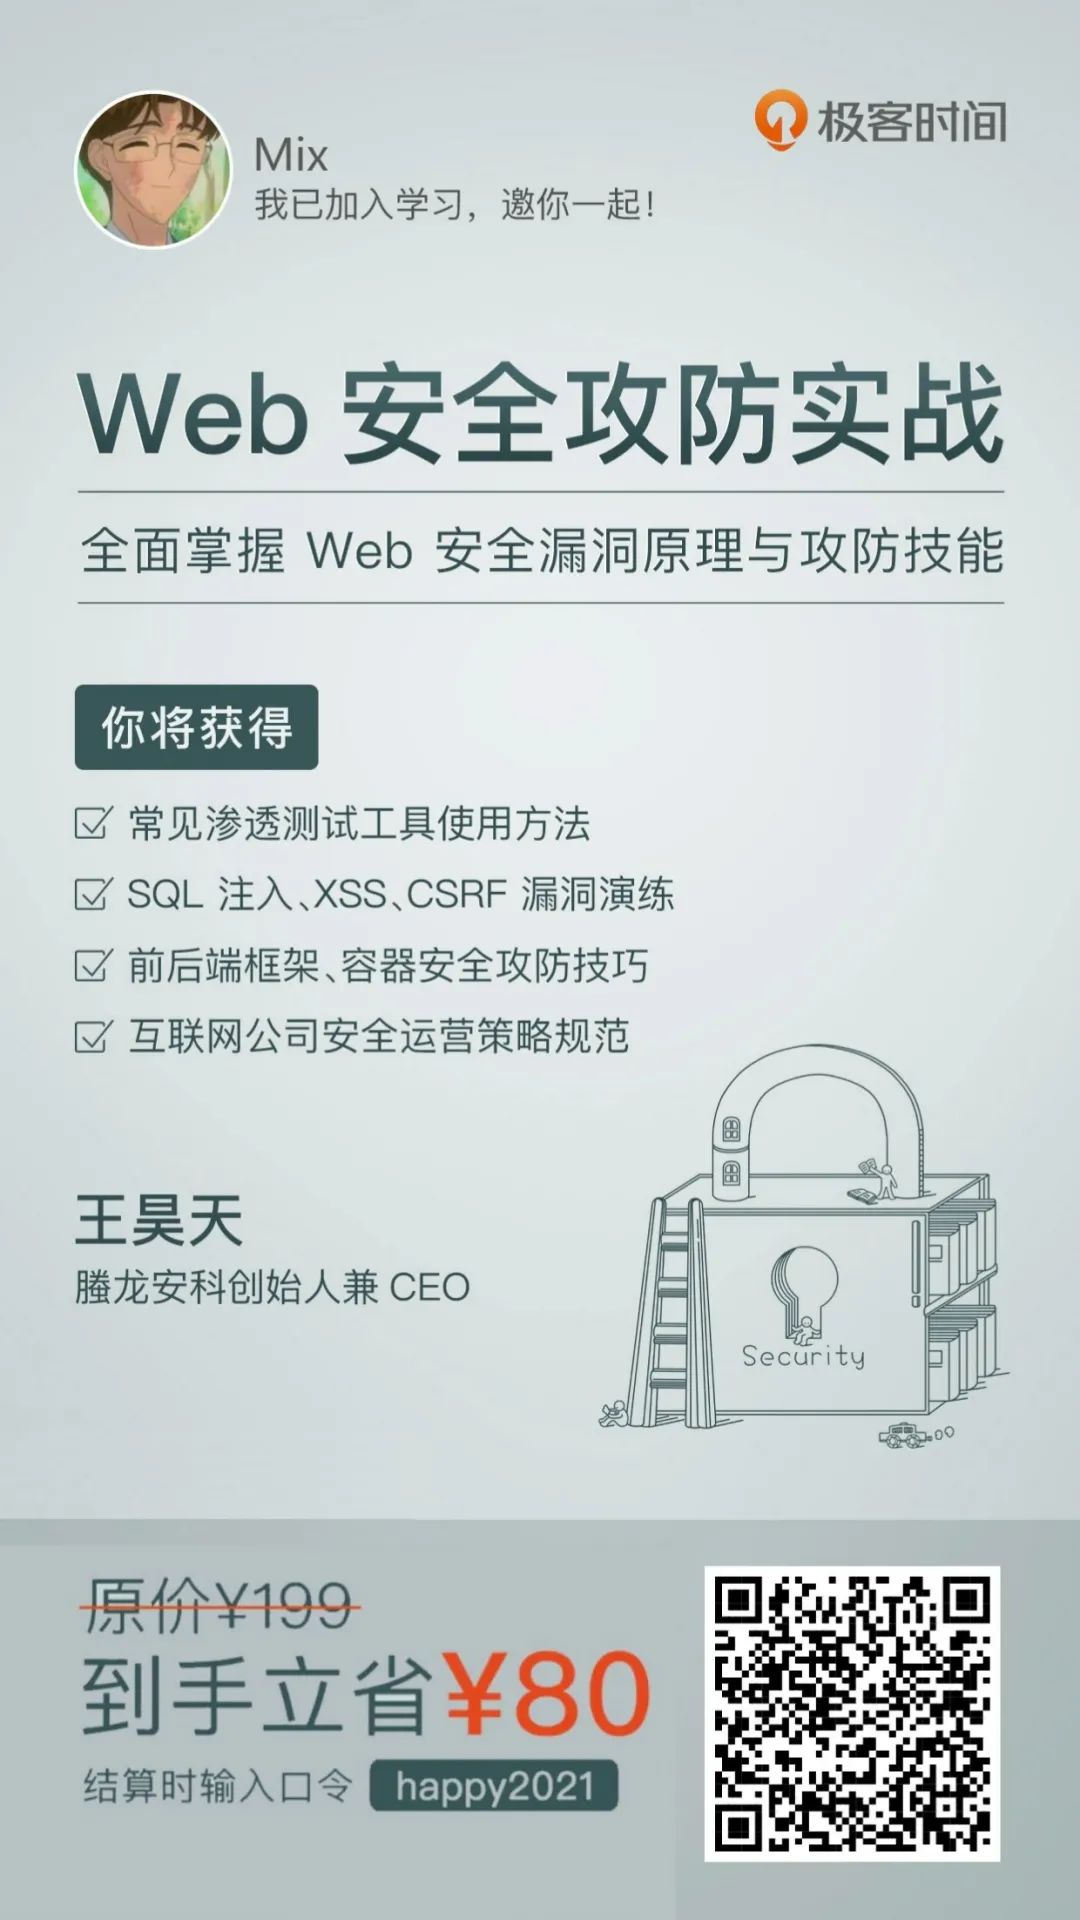 Mix
我已加入学习，邀你一起！
极客时间
Web 安全攻防实战
全面掌握 Web 安全漏洞原理与攻防技能
你将获得
常见渗透测试工具使用方法
SQL 注入、XSS、CSRF 漏洞演练
前后端框架、容器安全攻防技巧
互联网公司安全运营策略规范
王昊天
螣龙安科创始人兼 CEO
Security
原价¥199
到手立省¥80
结算时输入口令 happy2021